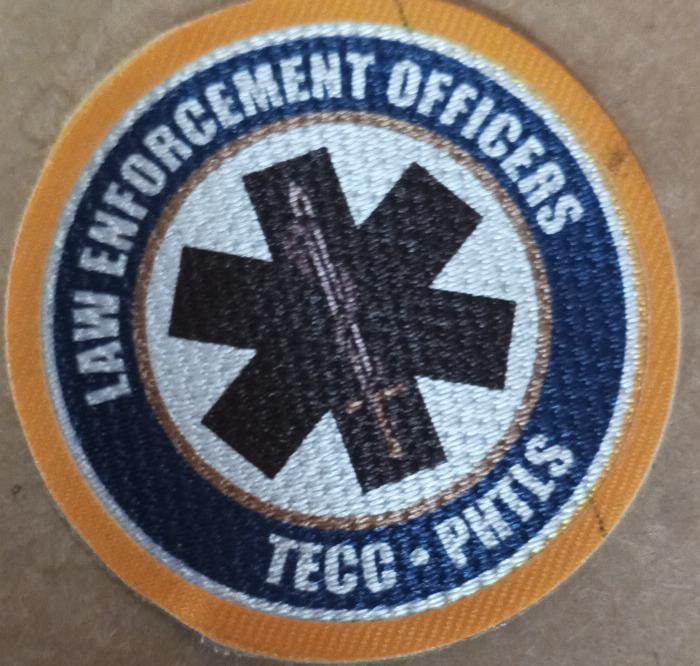 LAW ENFORCEMENT OFFICERS
TECC • PHTLS